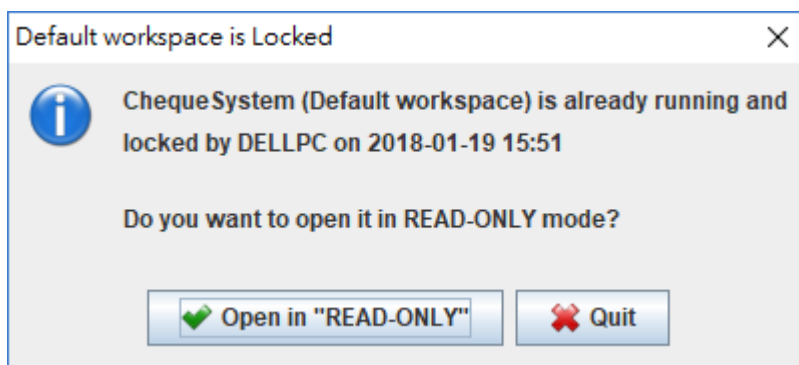 Default workspace is Locked
ChequeSystem (Default workspace) is already running and
locked by DELLPC on 2018-01-19 15:51
Do you want to open it in READ-ONLY mode?
Open in "READ-ONLY"
Quit